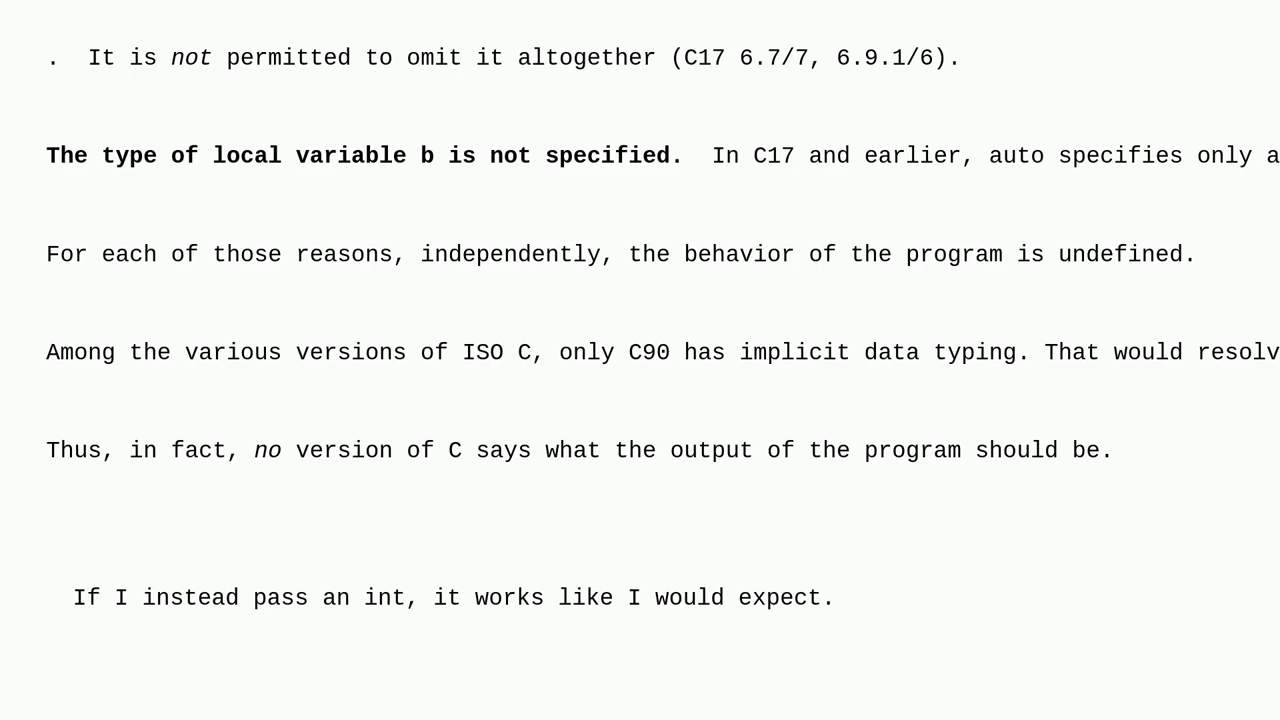 .  It is not permitted to omit it altogether (C17 6.7/7, 6.9.1/6).
The type of local variable b is not specified.  In C17 and earlier, auto specifies only a
For each of those reasons, independently, the behavior of the program is undefined.
Among the various versions of ISO C, only C90 has implicit data typing. That would resolv
Thus, in fact, no version of C says what the output of the program should be.
If I instead pass an int, it works like I would expect.